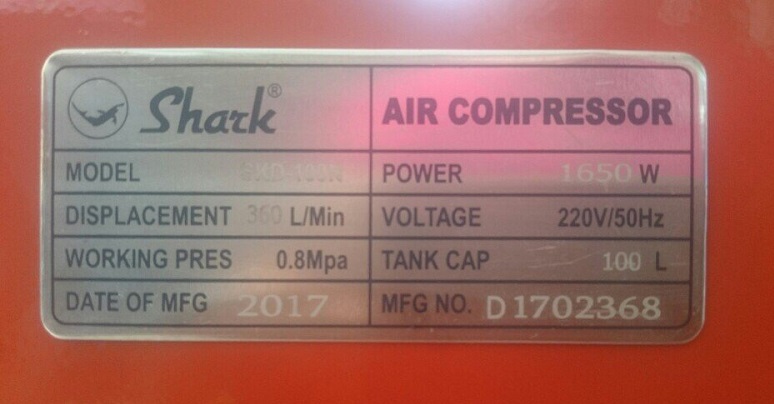 Shark® AIR COMPRESSOR
MODEL POWER 1650 W
DISPLACEMENT 360 L/Min VOLTAGE 220V/50Hz
WORKING PRES 0.8Mpa TANK CAP 100 L
DATE OF MFG 2017 MFG NO. D1702368